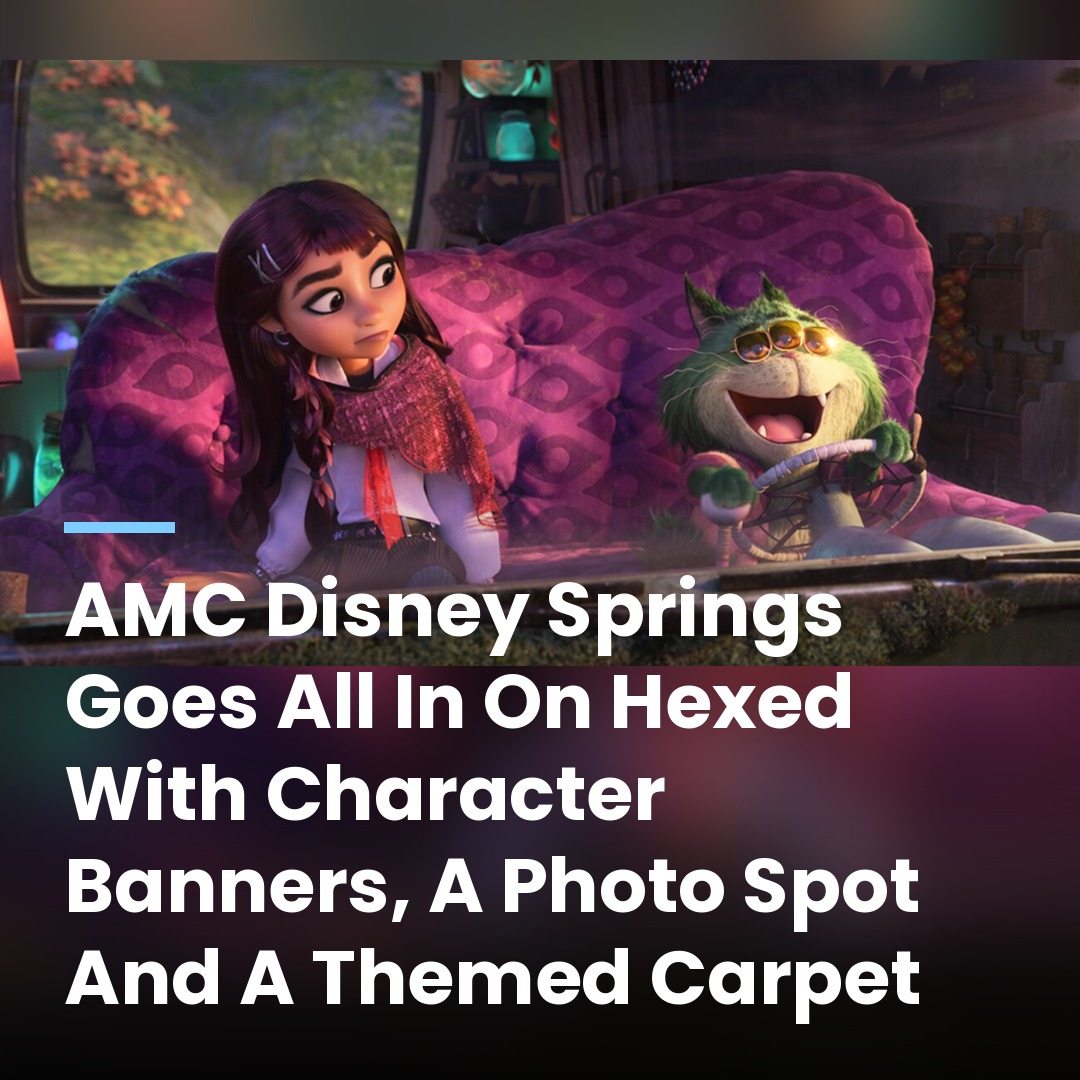 AMC Disney Springs
Goes All In On Hexed
With Character
Banners, A Photo Spot
And A Themed Carpet